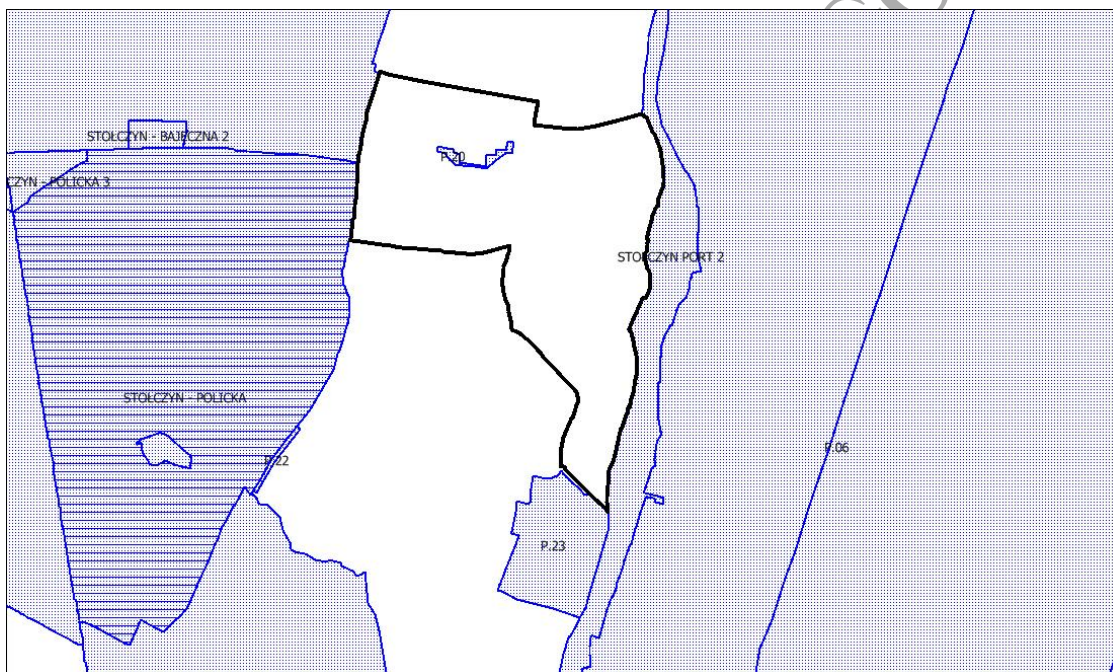 STOŁCZYN - BAJECZNA 2
P.20
CZYN - POLICKA 3
STOŁCZYN PORT 2
STOŁCZYN - POLICKA
P.06
P.22
P.23